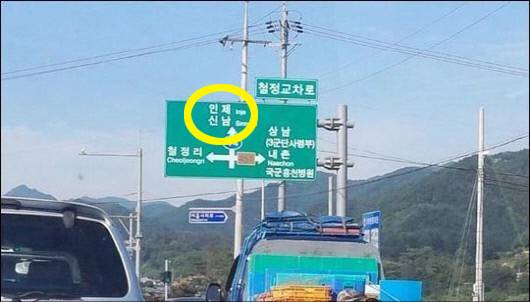 철정교차로
인제 Inje
신남
상남
(3군단사령부)
철정리
Cheoljeongri
내촌
Naechon
국군홍천병원